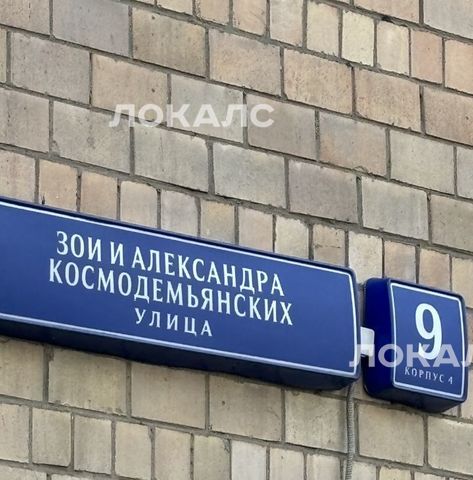 ЛОКАЛС
ЗОИ И АЛЕКСАНДРА
КОСМОДЕМЬЯНСКИХ
УЛИЦА
9
ЛОКАЛС
КОРПУС 4